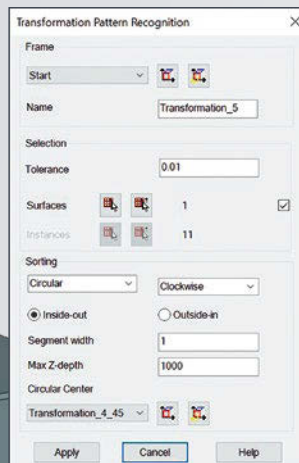 Transformation Pattern Recognition
Frame
Start
Name Transformation_5
Selection
Tolerance 0.01
Surfaces 1
Instances 11
Sorting
Circular Clockwise
Inside-out Outside-in
Segment width 1
Max Z-depth 1000
Circular Center
Transformation_4_45
Apply Cancel Help